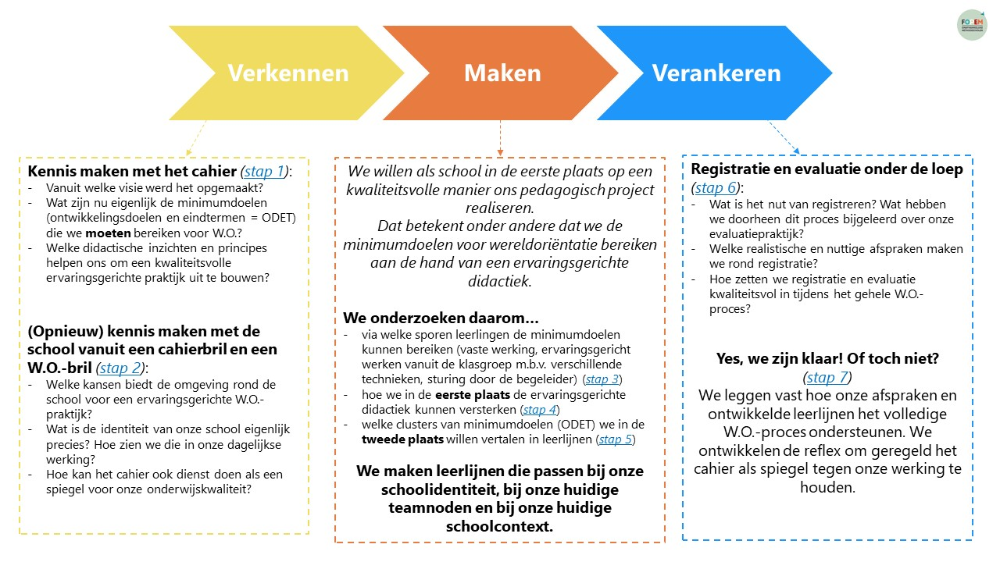 FOPEM
Verkennen
Maken
Verankeren
Kennis maken met het cahier (stap 1):
- Vanuit welke visie werd het opgemaakt?
- Wat zijn nu eigenlijk de minimumdoelen
(ontwikkelingsdoelen en eindtermen = ODET)
die we moeten bereiken voor W.O.?
- Welke didactische inzichten en principes
helpen ons om een kwaliteitsvolle
ervaringsgerichte praktijk uit te bouwen?
(Opnieuw) kennis maken met de
school vanuit een cahierbril en een
W.O.-bril (stap 2):
- Welke kansen biedt de omgeving rond de
school voor een ervaringsgerichte W.O.-
praktijk?
- Wat is de identiteit van onze school eigenlijk
precies? Hoe zien we die in onze dagelijkse
werking?
- Hoe kan het cahier ook dienst doen als een
spiegel voor onze onderwijskwaliteit?
We willen als school in de eerste plaats op een
kwaliteitsvolle manier ons pedagogisch project
realiseren.
Dat betekent onder andere dat we de
minimumdoelen voor wereldoriëntatie bereiken
aan de hand van een ervaringsgerichte
didactiek.
We onderzoeken daarom…
- via welke sporen leerlingen de minimumdoelen
kunnen bereiken (vaste werking, ervaringsgericht
werken vanuit de klasgroep m.b.v. verschillende
technieken, sturing door de begeleider) (stap 3)
- hoe we in de eerste plaats de ervaringsgerichte
didactiek kunnen versterken (stap 4)
- welke clusters van minimumdoelen (ODET) we in de
tweede plaats willen vertalen in leerlijnen (stap 5)
We maken leerlijnen die passen bij onze
schoolidentiteit, bij onze huidige
teamnoden en bij onze huidige
schoolcontext.
Registratie en evaluatie onder de loep
(stap 6):
- Wat is het nut van registreren? Wat hebben
we doorheen dit proces bijgeleerd over onze
evaluatiepraktijk?
- Welke realistische en nuttige afspraken maken
we rond registratie?
- Hoe zetten we registratie en evaluatie
kwaliteitsvol in tijdens het gehele W.O.-
proces?
Yes, we zijn klaar! Of toch niet?
(stap 7)
We leggen vast hoe onze afspraken en
ontwikkelde leerlijnen het volledige
W.O.-proces ondersteunen. We
ontwikkelen de reflex om geregeld het
cahier als spiegel tegen onze werking te
houden.